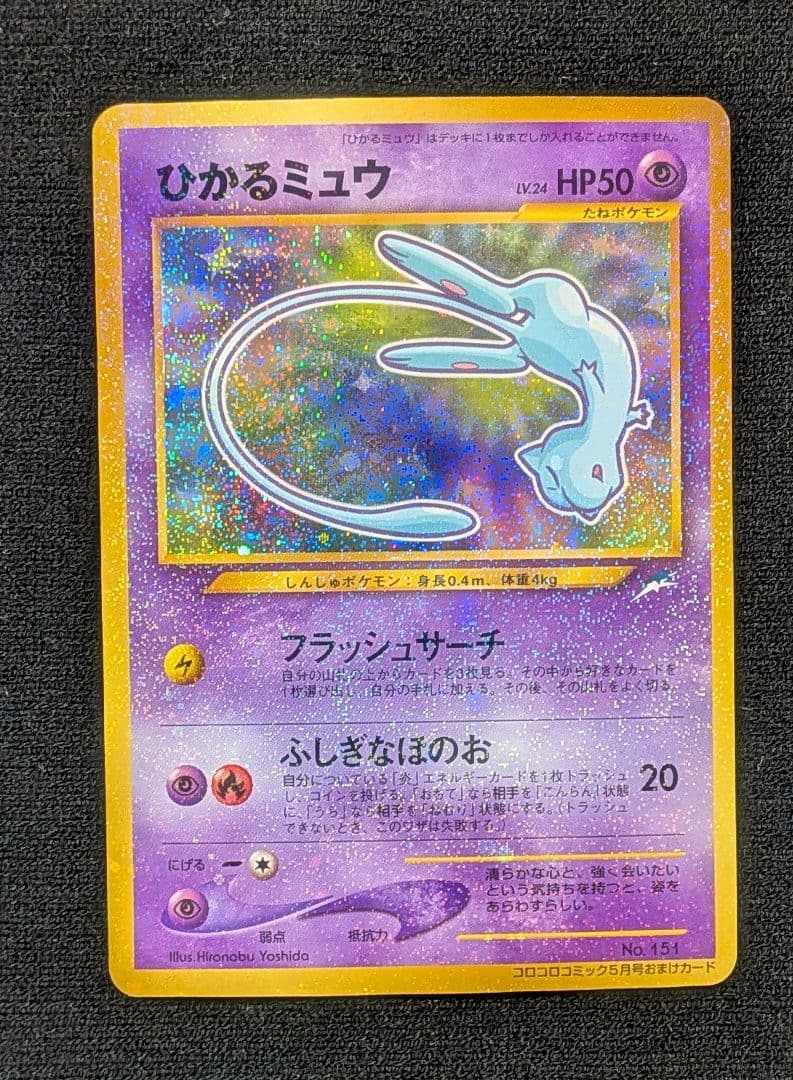 「ひかるミュウ」はデッキに1枚までしか入れることができません。
ひかるミュウ LV.24 HP50
たねポケモン
しんじゅポケモン：身長0.4m、体重4kg
フラッシュサーチ
自分の山札の上からカードを3枚見る。その中から好きなカードを
1枚選び出し、自分の手札に加える。その後、その山札をよく切る。
ふしぎなほのお 20
自分についている「炎」エネルギーカードを1枚トラッシュ
し、コインを投げる。「おもて」なら相手を「こんらん」状態
に、「うら」なら相手を「ねむり」状態にする。（トラッシュ
できないとき、このワザは失敗する。）
にげる
弱点 抵抗力
清らかな心と、強く会いたい
という気持ちを持つと、姿を
あらわすらしい。
Illus.Hironobu Yoshida
No. 151
コロコロコミック5月号おまけカード